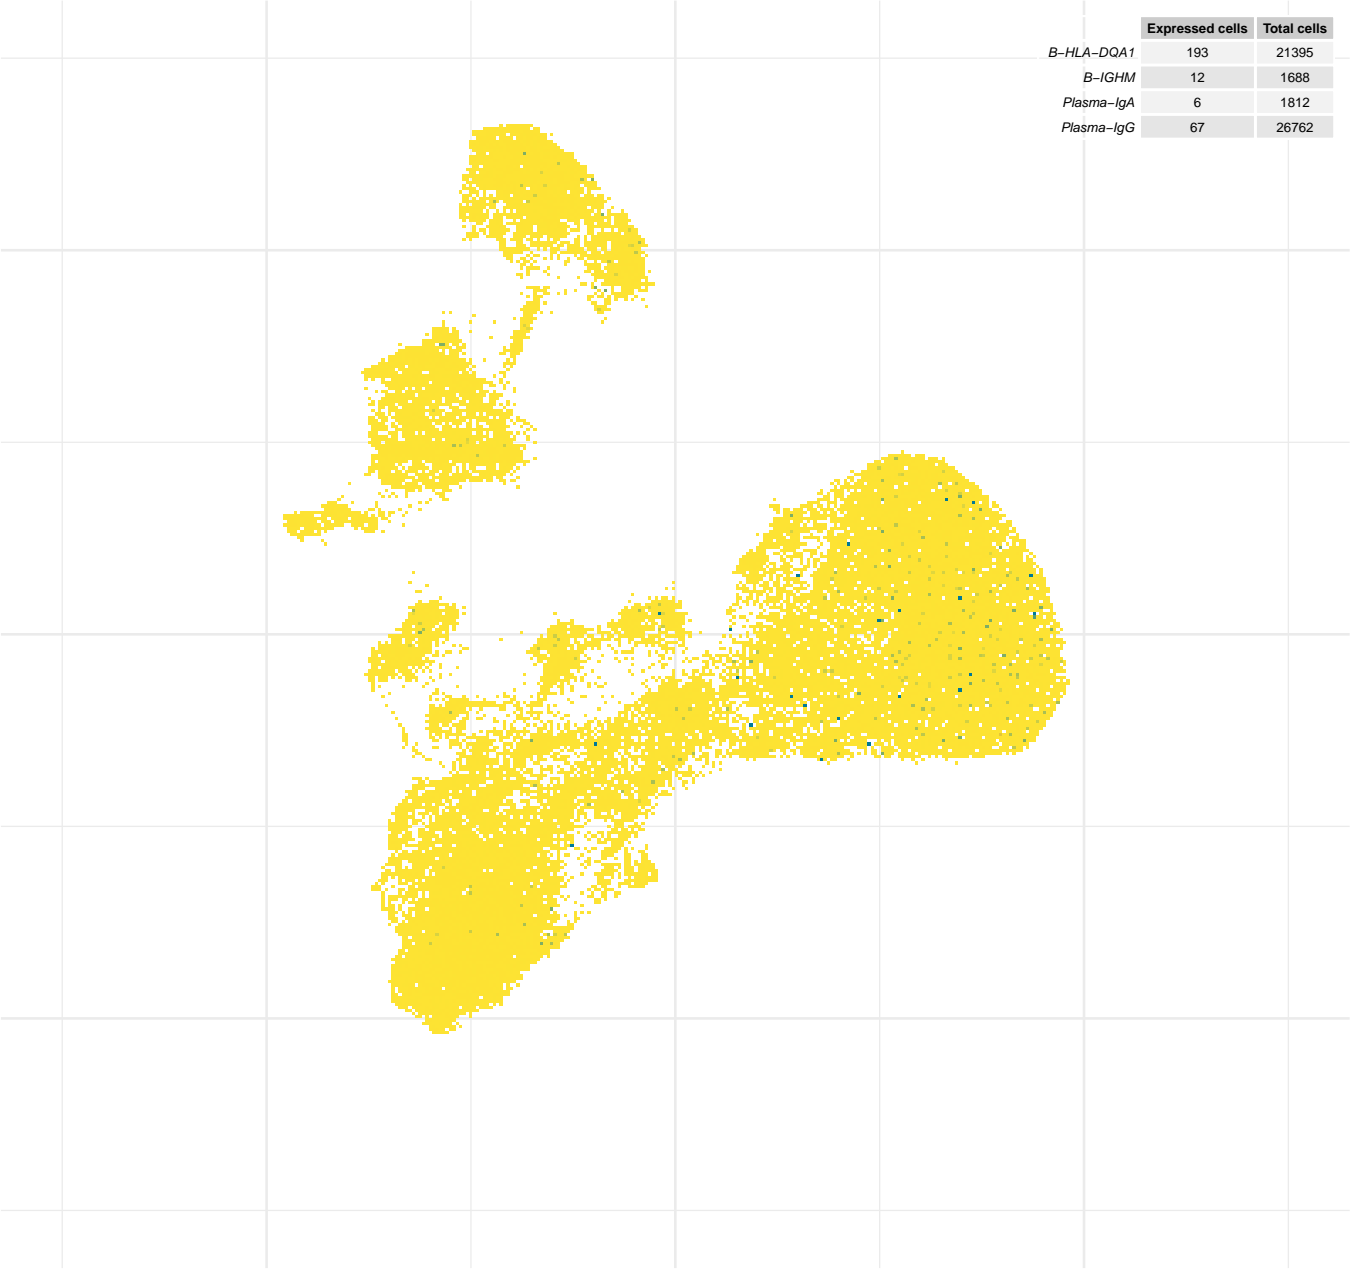 Expressed cells Total cells
B−HLA−DQA1 193 21395
B−IGHM 12 1688
Plasma−IgA 6 1812
Plasma−IgG 67 26762